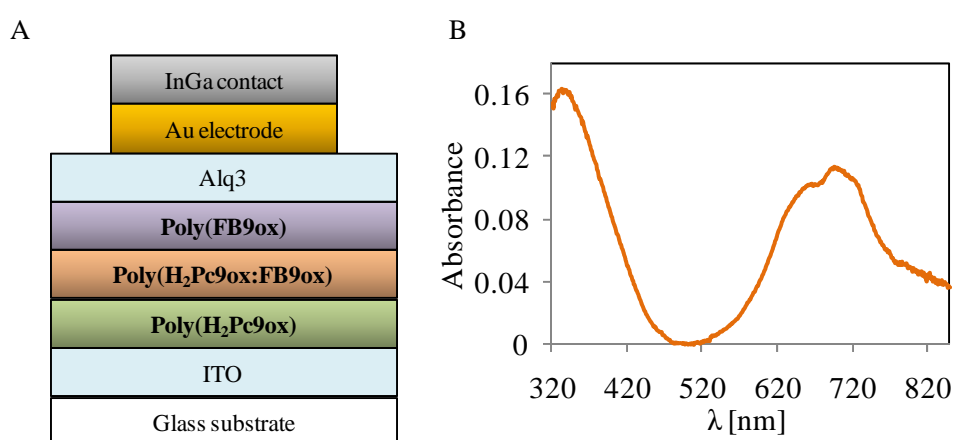 A
InGa contact
Au electrode
Alq3
Poly(FB9ox)
Poly(H₂Pc9ox:FB9ox)
Poly(H₂Pc9ox)
ITO
Glass substrate
B
Absorbance
0.16
0.12
0.08
0.04
0
320 420 520 620 720 820
λ [nm]